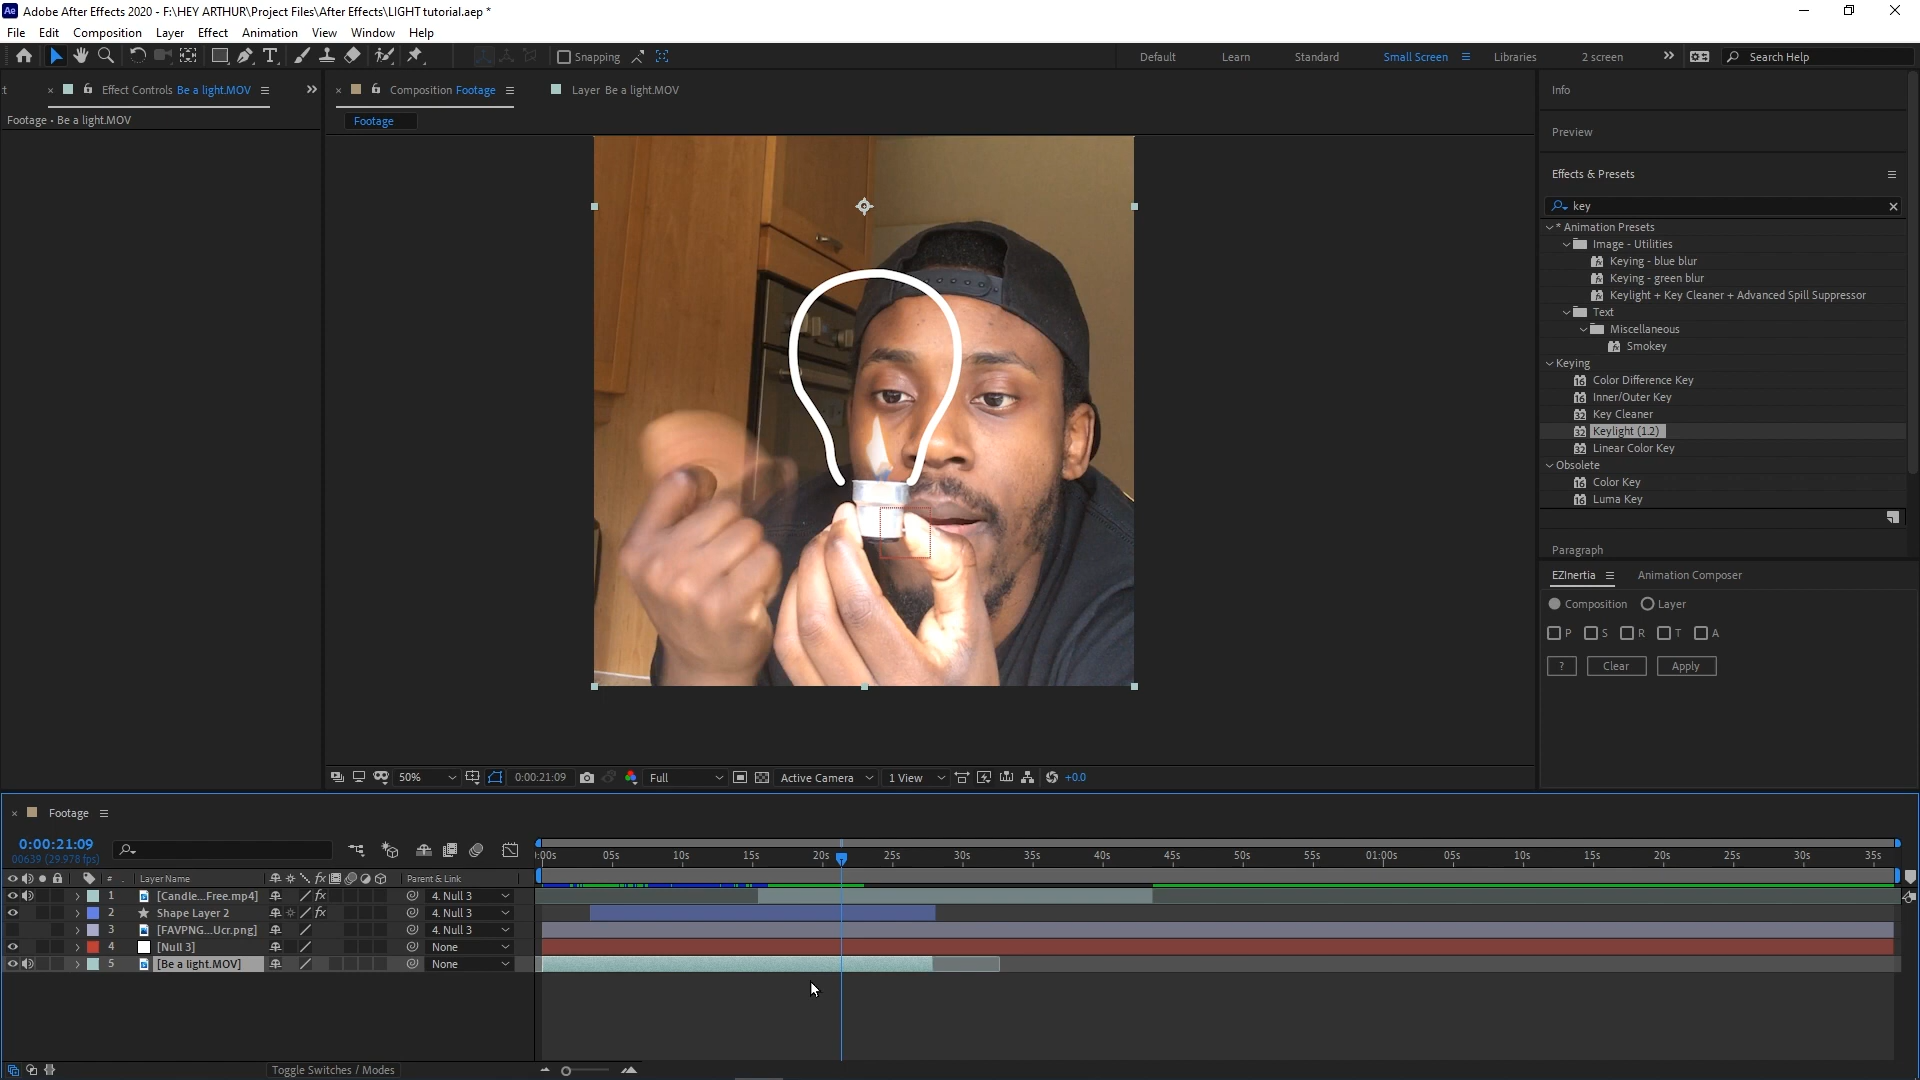 Ae Adobe After Effects 2020 - F:\HEY ARTHUR\Project Files\After Effects\LIGHT tutorial.aep *
File Edit Composition Layer Effect Animation View Window Help
Snapping Default Learn Standard Small Screen Libraries 2 screen Search Help
Effect Controls Be a light.MOV
Composition Footage
Layer Be a light.MOV
Footage • Be a light.MOV
Footage
Info
Preview
Effects & Presets
key
* Animation Presets
Image - Utilities
Keying - blue blur
Keying - green blur
Keylight + Key Cleaner + Advanced Spill Suppressor
Text
Miscellaneous
Smokey
Keying
Color Difference Key
Inner/Outer Key
Key Cleaner
Keylight (1.2)
Linear Color Key
Obsolete
Color Key
Luma Key
Paragraph
EZInertia Animation Composer
Composition Layer
P S R T A
? Clear Apply
50% 0:00:21:09 Full Active Camera 1 View +0.0
Footage
0:00:21:09
00639 (29.978 fps)
:00s 05s 10s 15s 20s 25s 30s 35s 40s 45s 50s 55s 01:00s 05s 10s 15s 20s 25s 30s 35s
# Layer Name Parent & Link
1 [Candle...Free.mp4] 4. Null 3
2 Shape Layer 2 4. Null 3
3 [FAVPNG...Ucr.png] 4. Null 3
4 [Null 3] None
5 [Be a light.MOV] None
Toggle Switches / Modes